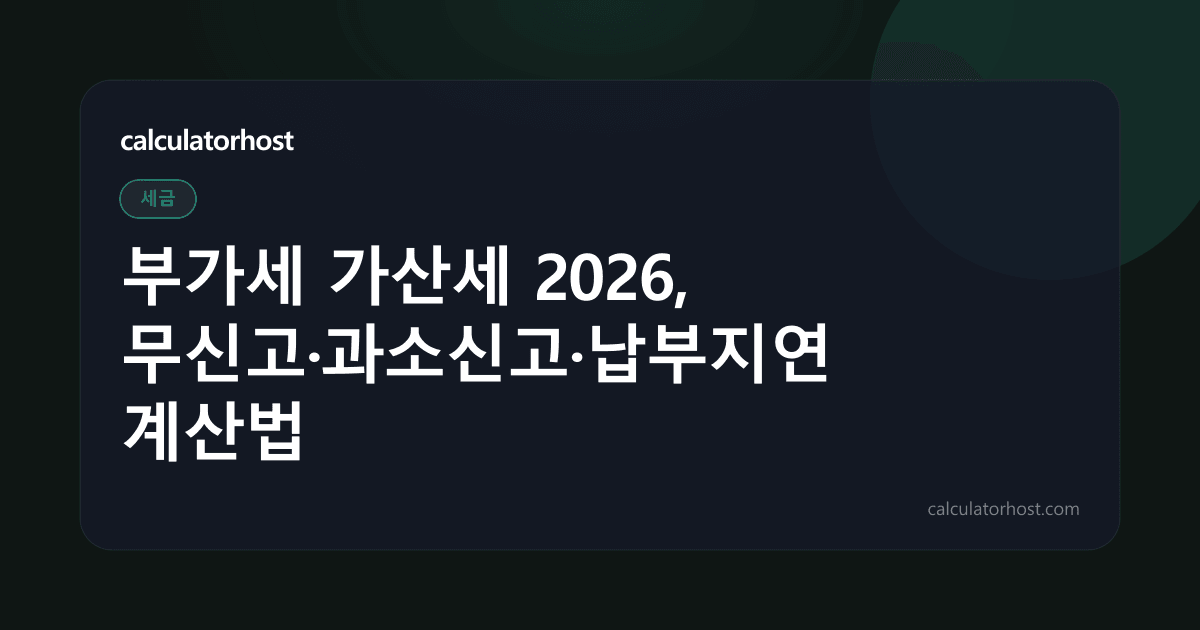 calculatorhost
세금
부가세 가산세 2026,
무신고·과소신고·납부지연
계산법
calculatorhost.com